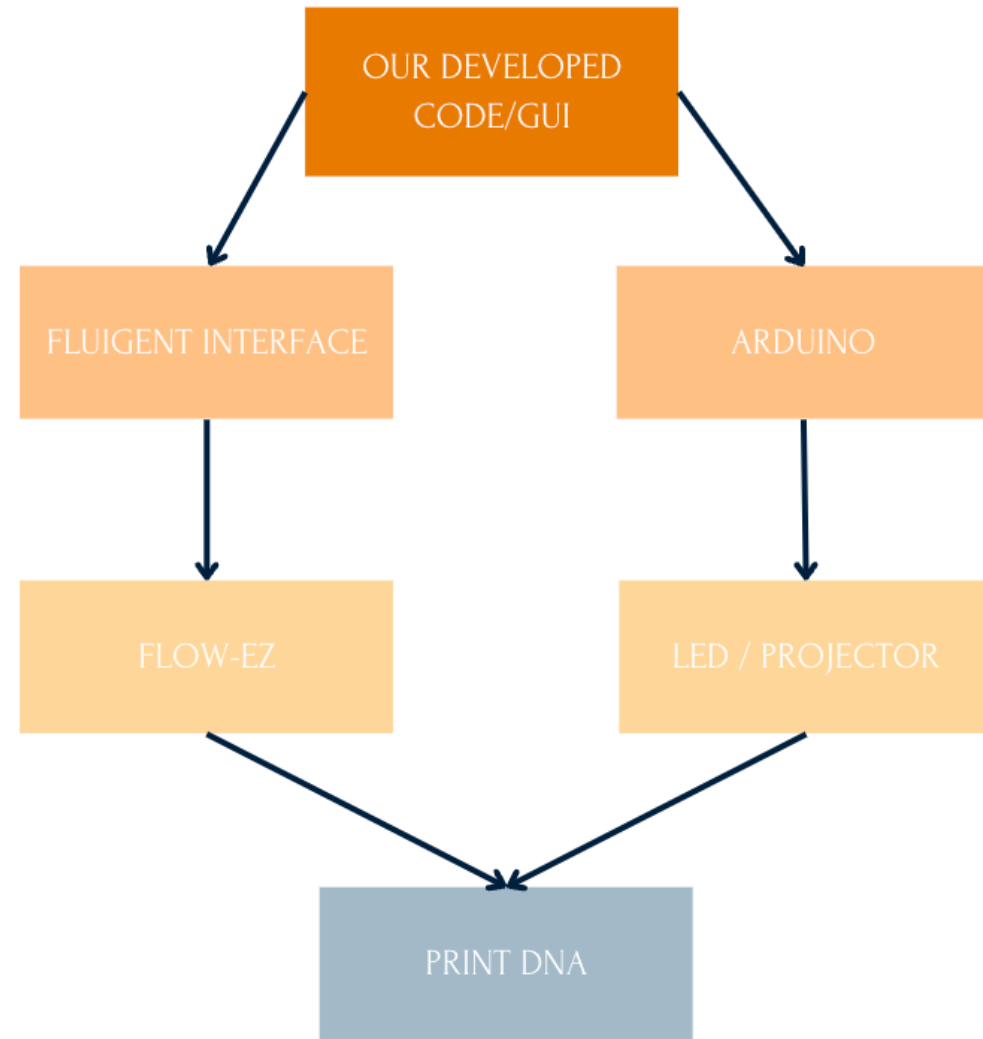 OUR DEVELOPED
CODE/GUI
FLUIGENT INTERFACE
ARDUINO
FLOW-EZ
LED / PROJECTOR
PRINT DNA